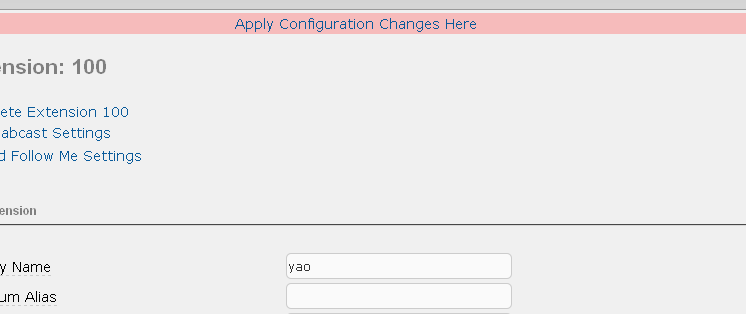 Apply Configuration Changes Here
ension: 100
ete Extension 100
abcast Settings
d Follow Me Settings
ension
y Name
yao
um Alias